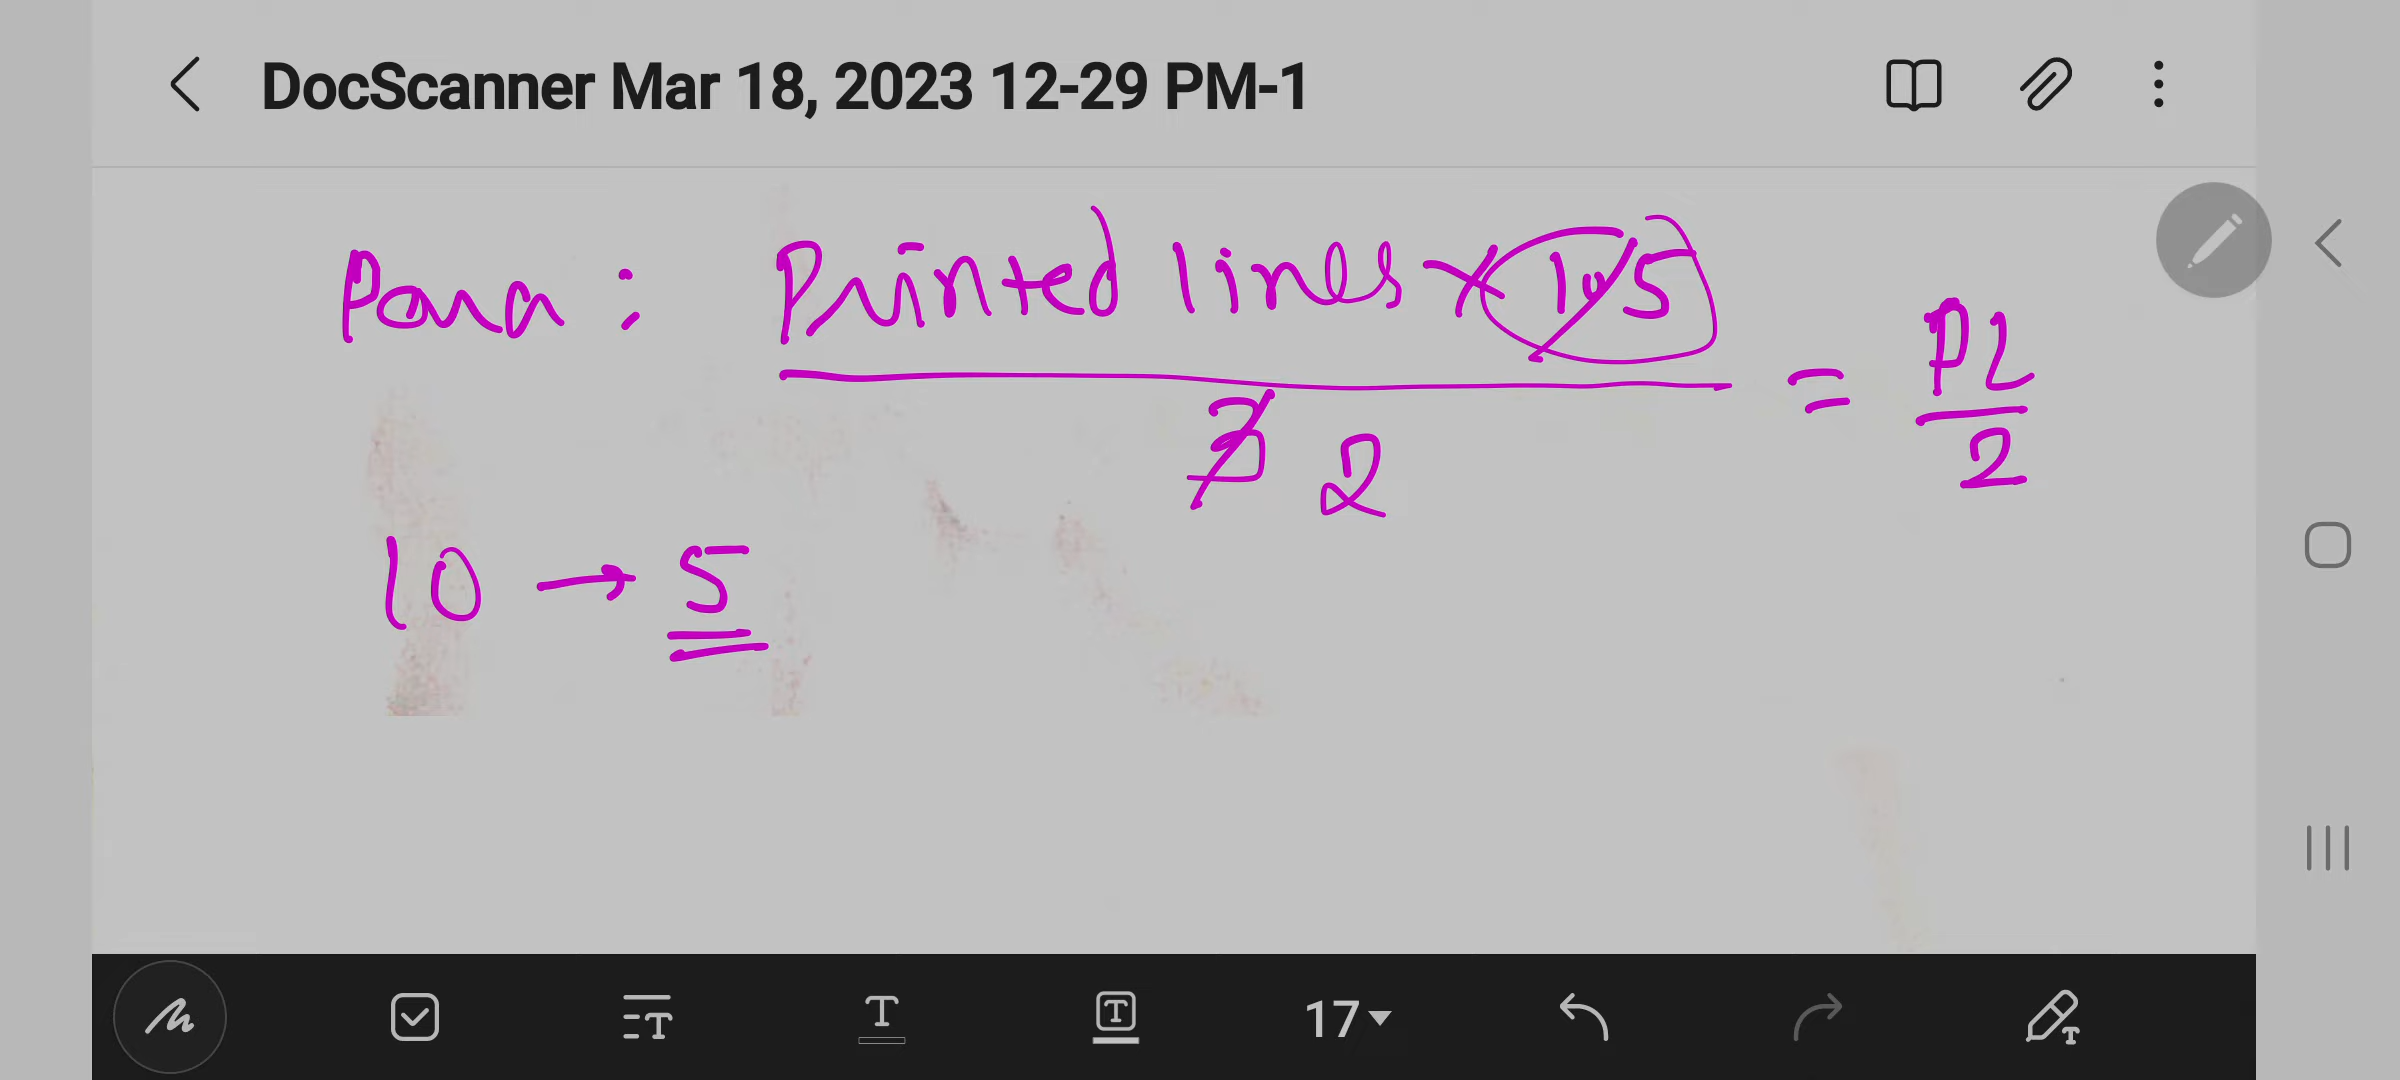 DocScanner Mar 18, 2023 12-29 PM-1
Para : Printed lines × 1.5
3 2
= PL
2
10 → 5
17